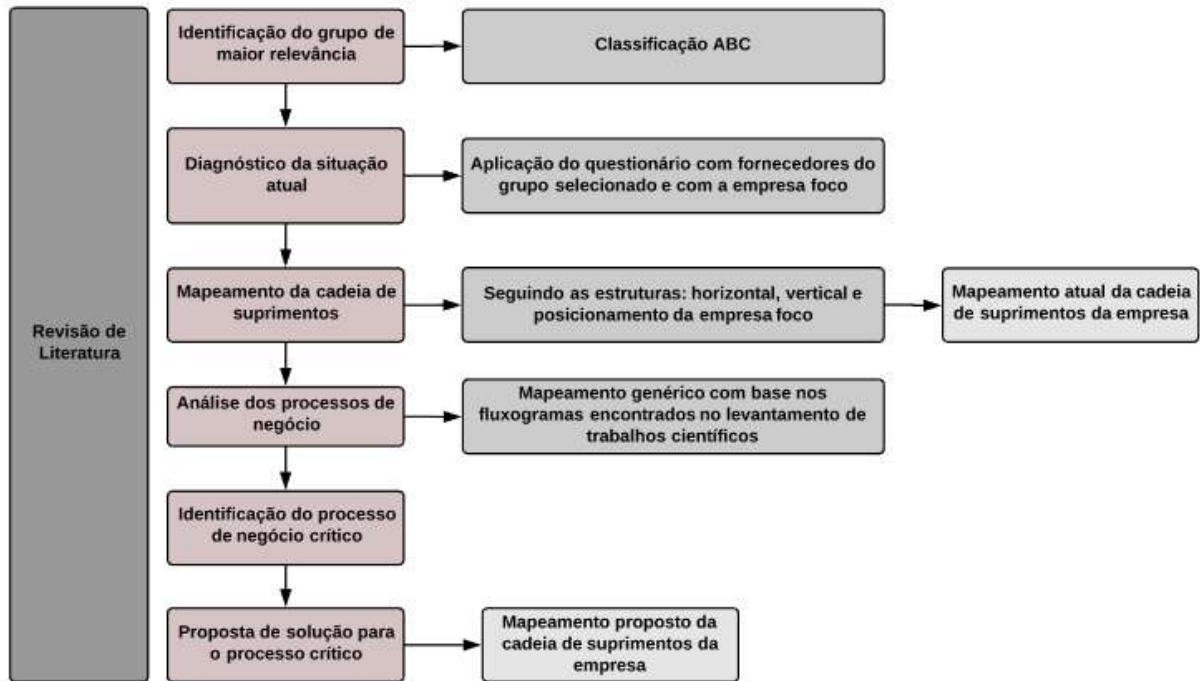 Revisão de
Literatura
Identificação do grupo de
maior relevância
Classificação ABC
Diagnóstico da situação
atual
Aplicação do questionário com fornecedores do
grupo selecionado e com a empresa foco
Mapeamento da cadeia de
suprimentos
Seguindo as estruturas: horizontal, vertical e
posicionamento da empresa foco
Mapeamento atual da cadeia
de suprimentos da empresa
Análise dos processos de
negócio
Mapeamento genérico com base nos
fluxogramas encontrados no levantamento de
trabalhos científicos
Identificação do processo
de negócio crítico
Proposta de solução para
o processo crítico
Mapeamento proposto da
cadeia de suprimentos da
empresa